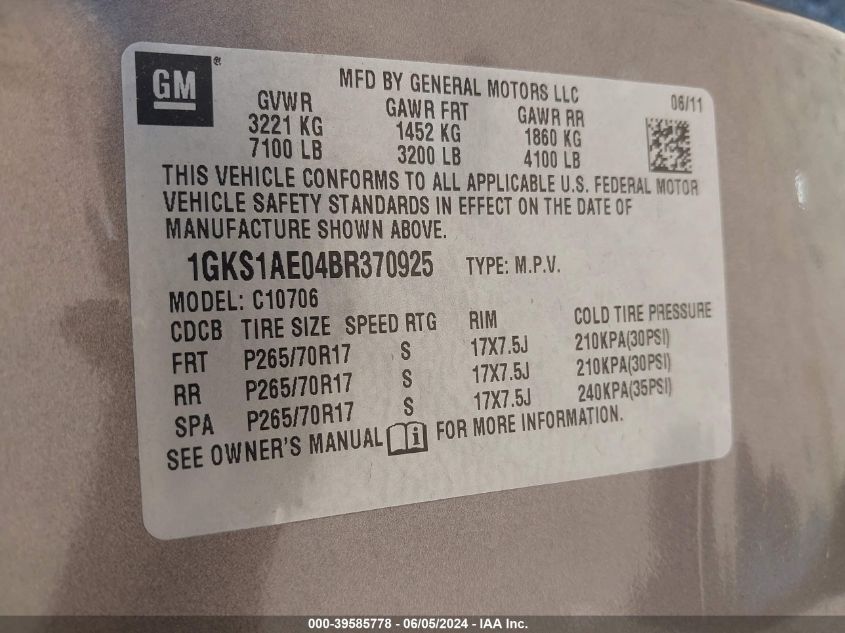 GM ®
MFD BY GENERAL MOTORS LLC
06/11
GVWR GAWR FRT GAWR RR
3221 KG 1452 KG 1860 KG
7100 LB 3200 LB 4100 LB
THIS VEHICLE CONFORMS TO ALL APPLICABLE U.S. FEDERAL MOTOR
VEHICLE SAFETY STANDARDS IN EFFECT ON THE DATE OF
MANUFACTURE SHOWN ABOVE.
1GKS1AE04BR370925 TYPE: M.P.V.
MODEL: C10706
CDCB TIRE SIZE SPEED RTG RIM COLD TIRE PRESSURE
FRT P265/70R17 S 17X7.5J 210KPA(30PSI)
RR P265/70R17 S 17X7.5J 210KPA(30PSI)
SPA P265/70R17 S 17X7.5J 240KPA(35PSI)
SEE OWNER'S MANUAL i FOR MORE INFORMATION.
000-39585778 - 06/05/2024 - IAA Inc.